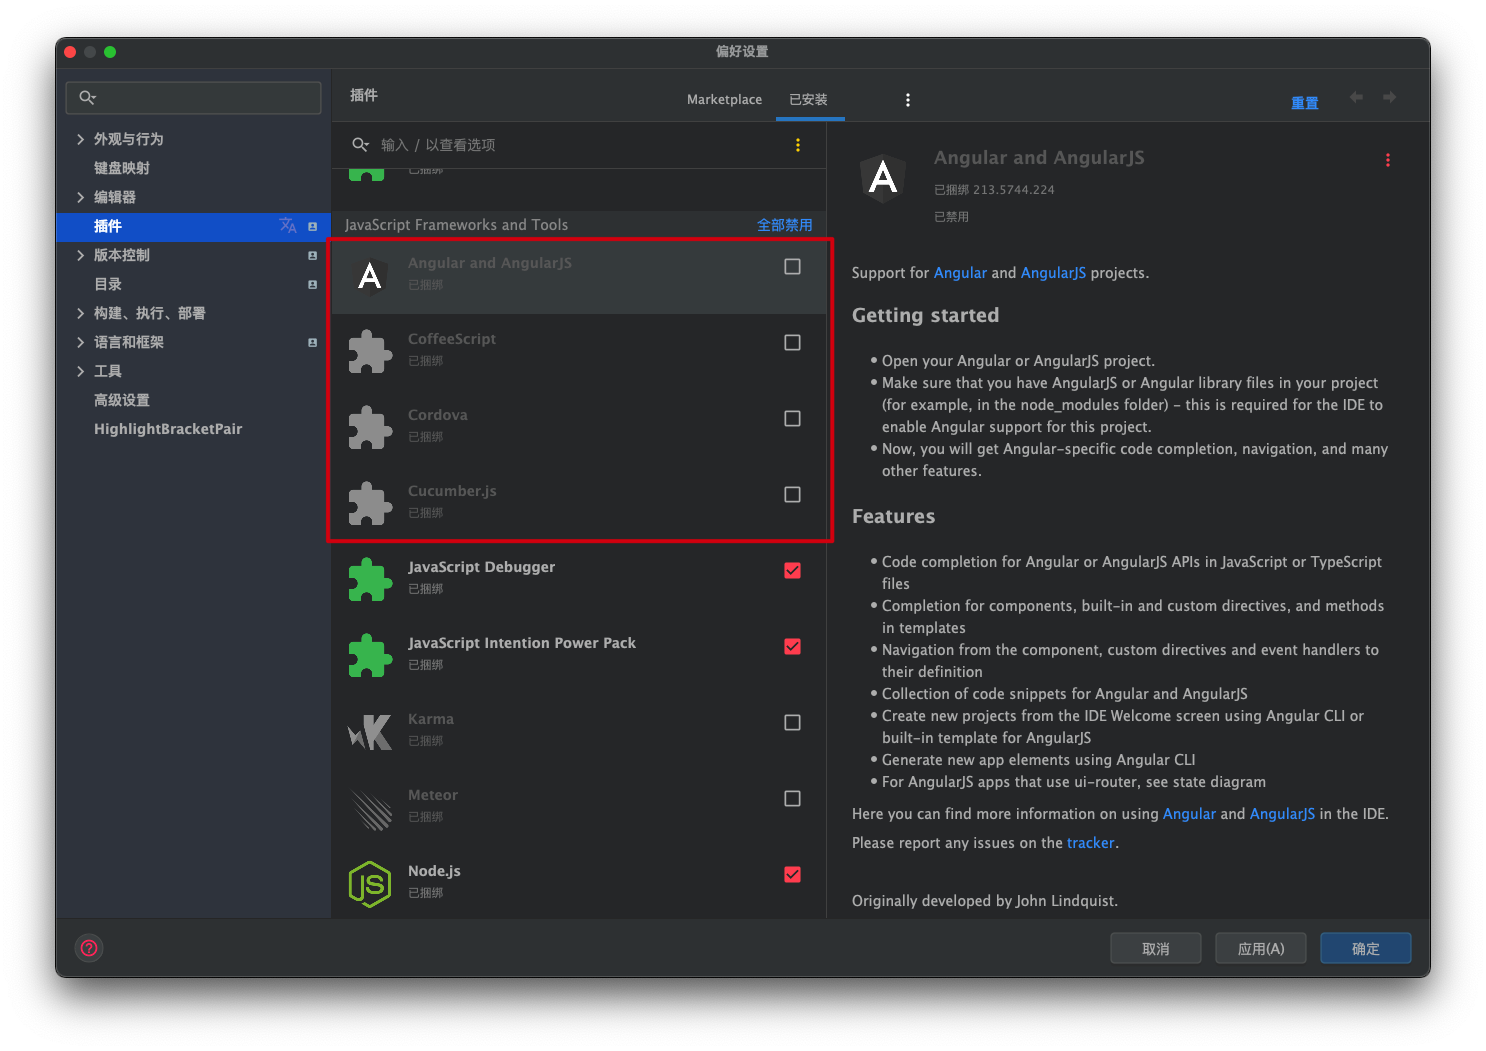 偏好设置
外观与行为
键盘映射
编辑器
插件
版本控制
目录
构建、执行、部署
语言和框架
工具
高级设置
HighlightBracketPair
插件
Marketplace
已安装
重置
输入 / 以查看选项
已捆绑
JavaScript Frameworks and Tools
全部禁用
Angular and AngularJS
已捆绑
CoffeeScript
已捆绑
Cordova
已捆绑
Cucumber.js
已捆绑
JavaScript Debugger
已捆绑
JavaScript Intention Power Pack
已捆绑
Karma
已捆绑
Meteor
已捆绑
Node.js
已捆绑
Angular and AngularJS
已捆绑 213.5744.224
已禁用
Support for Angular and AngularJS projects.
Getting started
• Open your Angular or AngularJS project.
• Make sure that you have AngularJS or Angular library files in your project
(for example, in the node_modules folder) – this is required for the IDE to
enable Angular support for this project.
• Now, you will get Angular-specific code completion, navigation, and many
other features.
Features
• Code completion for Angular or AngularJS APIs in JavaScript or TypeScript
files
• Completion for components, built-in and custom directives, and methods
in templates
• Navigation from the component, custom directives and event handlers to
their definition
• Collection of code snippets for Angular and AngularJS
• Create new projects from the IDE Welcome screen using Angular CLI or
built-in template for AngularJS
• Generate new app elements using Angular CLI
• For AngularJS apps that use ui-router, see state diagram
Here you can find more information on using Angular and AngularJS in the IDE.
Please report any issues on the tracker.
Originally developed by John Lindquist.
取消
应用(A)
确定